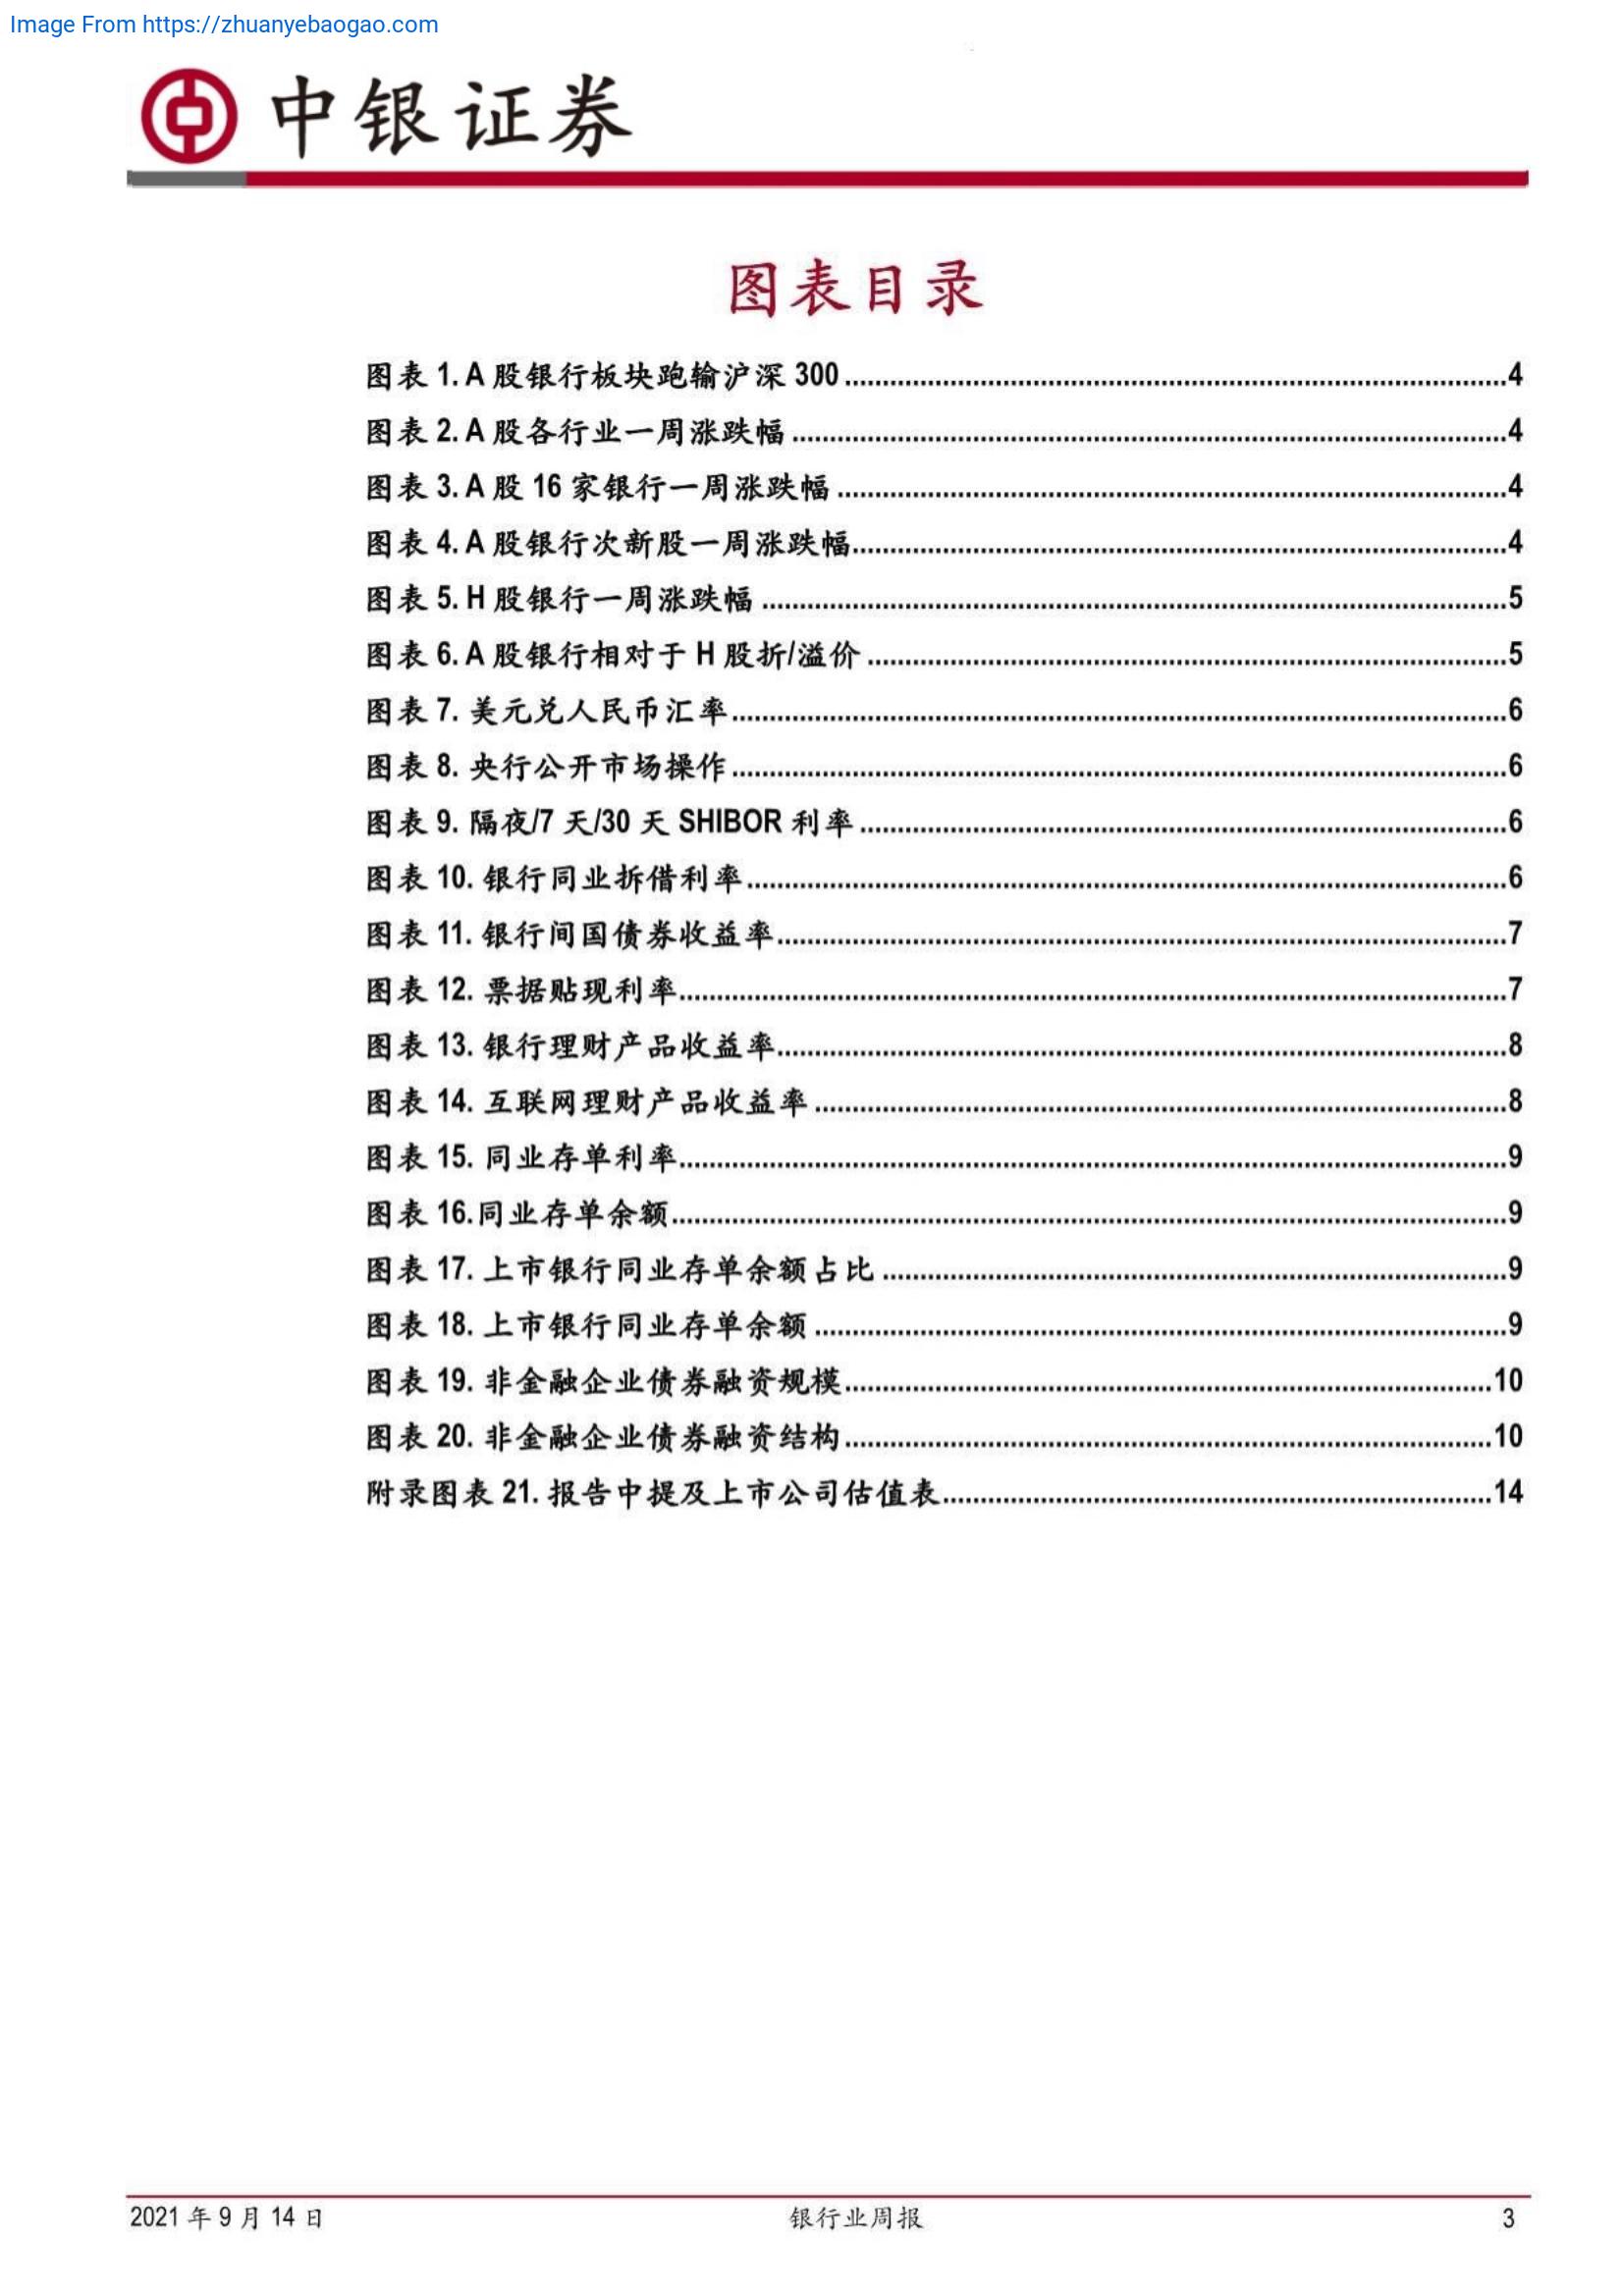 Image From https://zhuanyebaogao.com
中银证券
图表目录
图表 1. A 股银行板块跑输沪深 300....................4
图表 2. A 股各行业一周涨跌幅....................4
图表 3. A 股 16 家银行一周涨跌幅....................4
图表 4. A 股银行次新股一周涨跌幅....................4
图表 5. H 股银行一周涨跌幅....................5
图表 6. A 股银行相对于 H 股折/溢价....................5
图表 7. 美元兑人民币汇率....................6
图表 8. 央行公开市场操作....................6
图表 9. 隔夜/7 天/30 天 SHIBOR 利率....................6
图表 10. 银行同业拆借利率....................6
图表 11. 银行间国债券收益率....................7
图表 12. 票据贴现利率....................7
图表 13. 银行理财产品收益率....................8
图表 14. 互联网理财产品收益率....................8
图表 15. 同业存单利率....................9
图表 16.同业存单余额....................9
图表 17. 上市银行同业存单余额占比....................9
图表 18. 上市银行同业存单余额....................9
图表 19. 非金融企业债券融资规模....................10
图表 20. 非金融企业债券融资结构....................10
附录图表 21. 报告中提及上市公司估值表....................14
2021 年 9 月 14 日 银行业周报 3